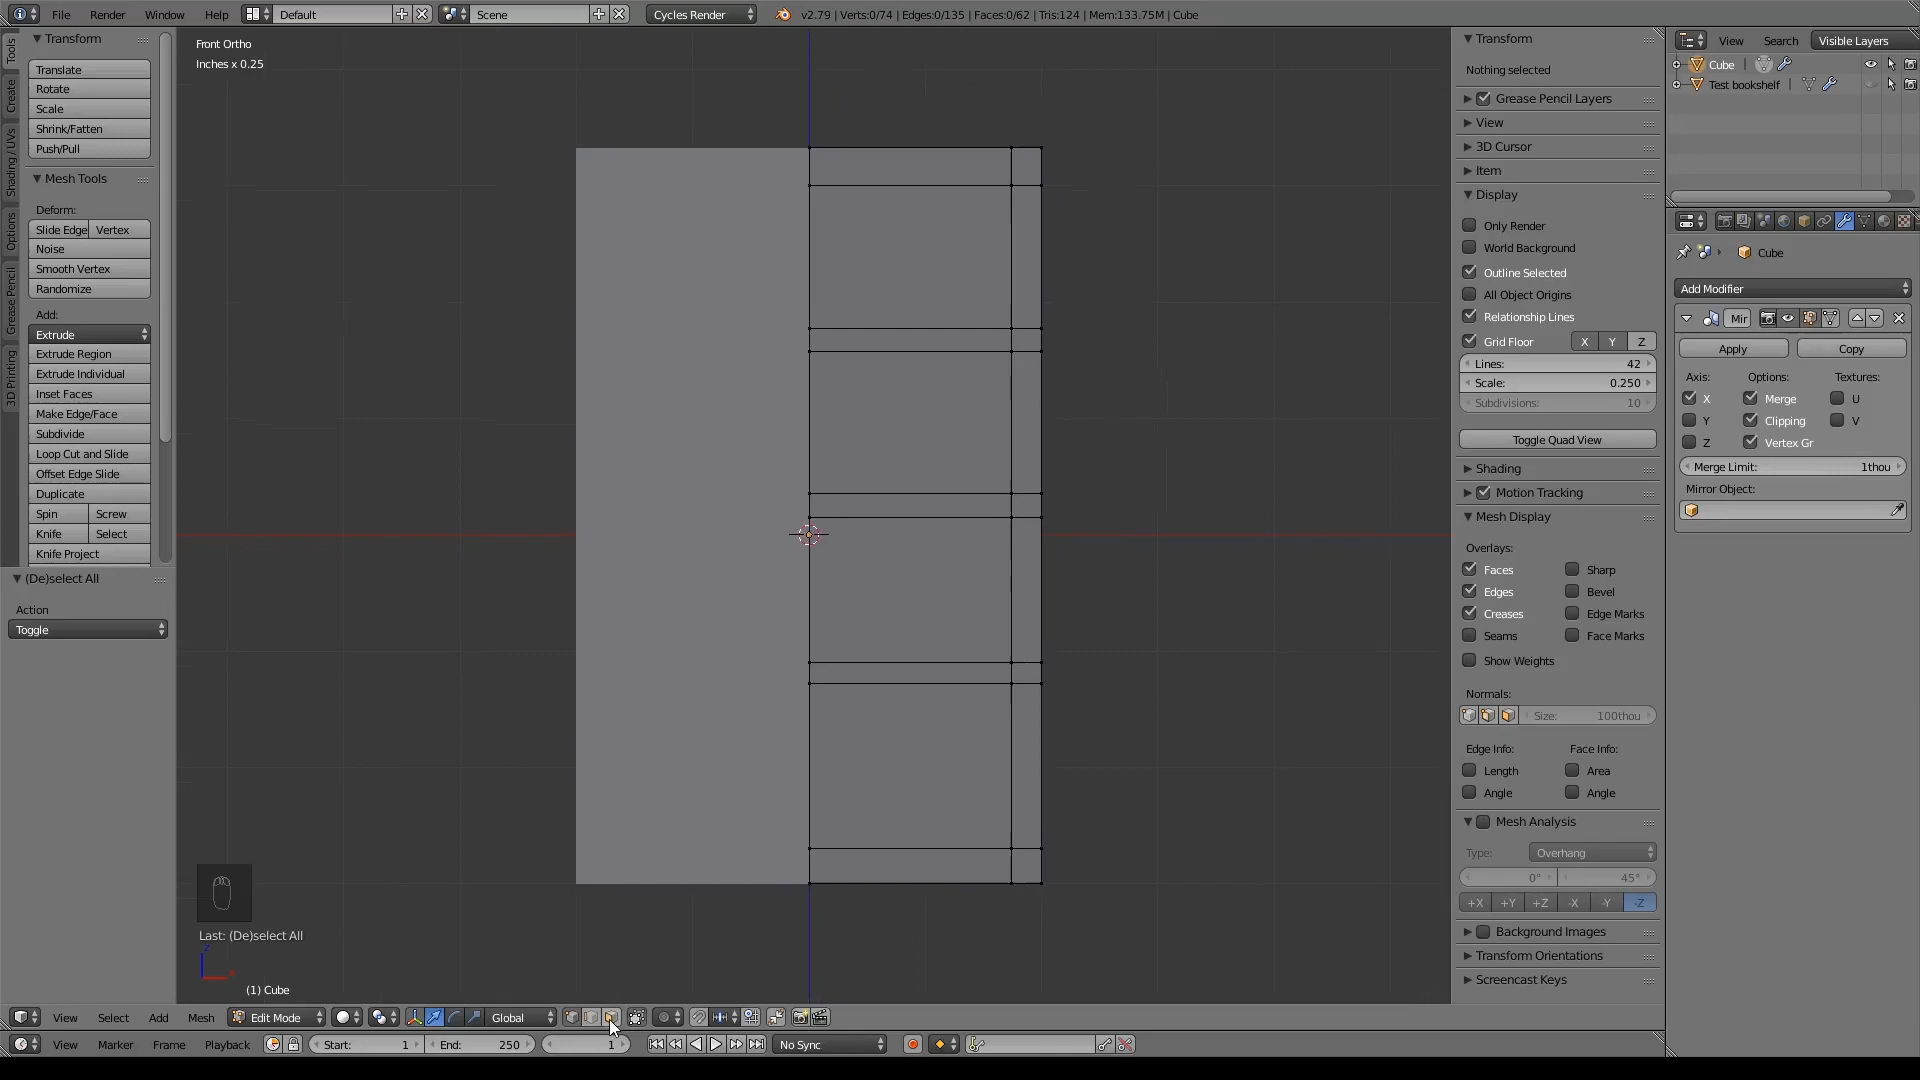 File Render Window Help Default Scene Cycles Render v2.79 | Verts:0/74 | Edges:0/135 | Faces:0/62 | Tris:124 | Mem:133.75M | Cube
Tools
Create
Shading / UVs
Options
Grease Pencil
3D Printing
Transform
Translate
Rotate
Scale
Shrink/Fatten
Push/Pull
Mesh Tools
Deform:
Slide Edge Vertex
Noise
Smooth Vertex
Randomize
Add:
Extrude
Extrude Region
Extrude Individual
Inset Faces
Make Edge/Face
Subdivide
Loop Cut and Slide
Offset Edge Slide
Duplicate
Spin Screw
Knife Select
Knife Project
(De)select All
Action
Toggle
Front Ortho
Inches x 0.25
Last: (De)select All
(1) Cube
Transform
Nothing selected
Grease Pencil Layers
View
3D Cursor
Item
Display
Only Render
World Background
Outline Selected
All Object Origins
Relationship Lines
Grid Floor X Y Z
Lines: 42
Scale: 0.250
Subdivisions: 10
Toggle Quad View
Shading
Motion Tracking
Mesh Display
Overlays:
Faces Sharp
Edges Bevel
Creases Edge Marks
Seams Face Marks
Show Weights
Normals:
Size: 100thou
Edge Info: Face Info:
Length Area
Angle Angle
Mesh Analysis
Type: Overhang
0° 45°
+X +Y +Z -X -Y -Z
Background Images
Transform Orientations
Screencast Keys
View Search Visible Layers
Cube
Test bookshelf
Cube
Add Modifier
Mir
Apply Copy
Axis: Options: Textures:
X Merge U
Y Clipping V
Z Vertex Gr
Merge Limit: 1thou
Mirror Object:
View Select Add Mesh Edit Mode Global
View Marker Frame Playback Start: 1 End: 250 1 No Sync